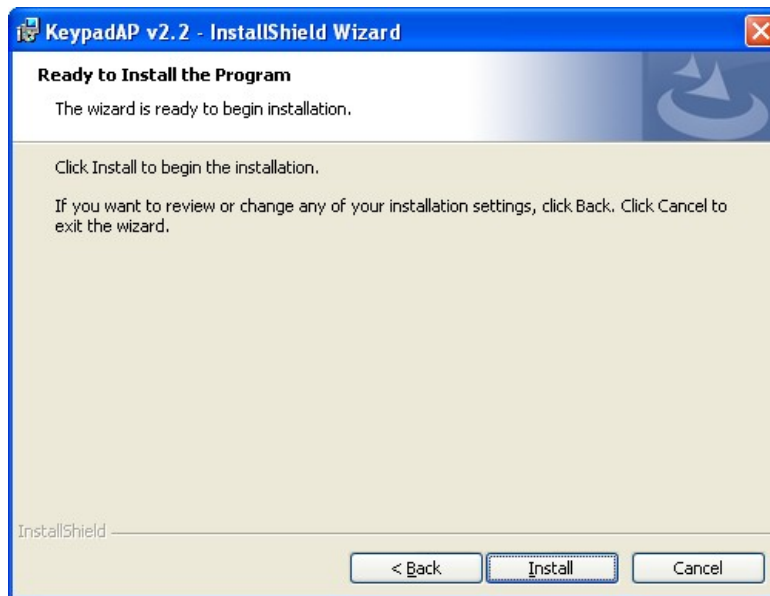 KeypadAP v2.2 - InstallShield Wizard
Ready to Install the Program
The wizard is ready to begin installation.
Click Install to begin the installation.
If you want to review or change any of your installation settings, click Back. Click Cancel to
exit the wizard.
InstallShield
< Back
Install
Cancel